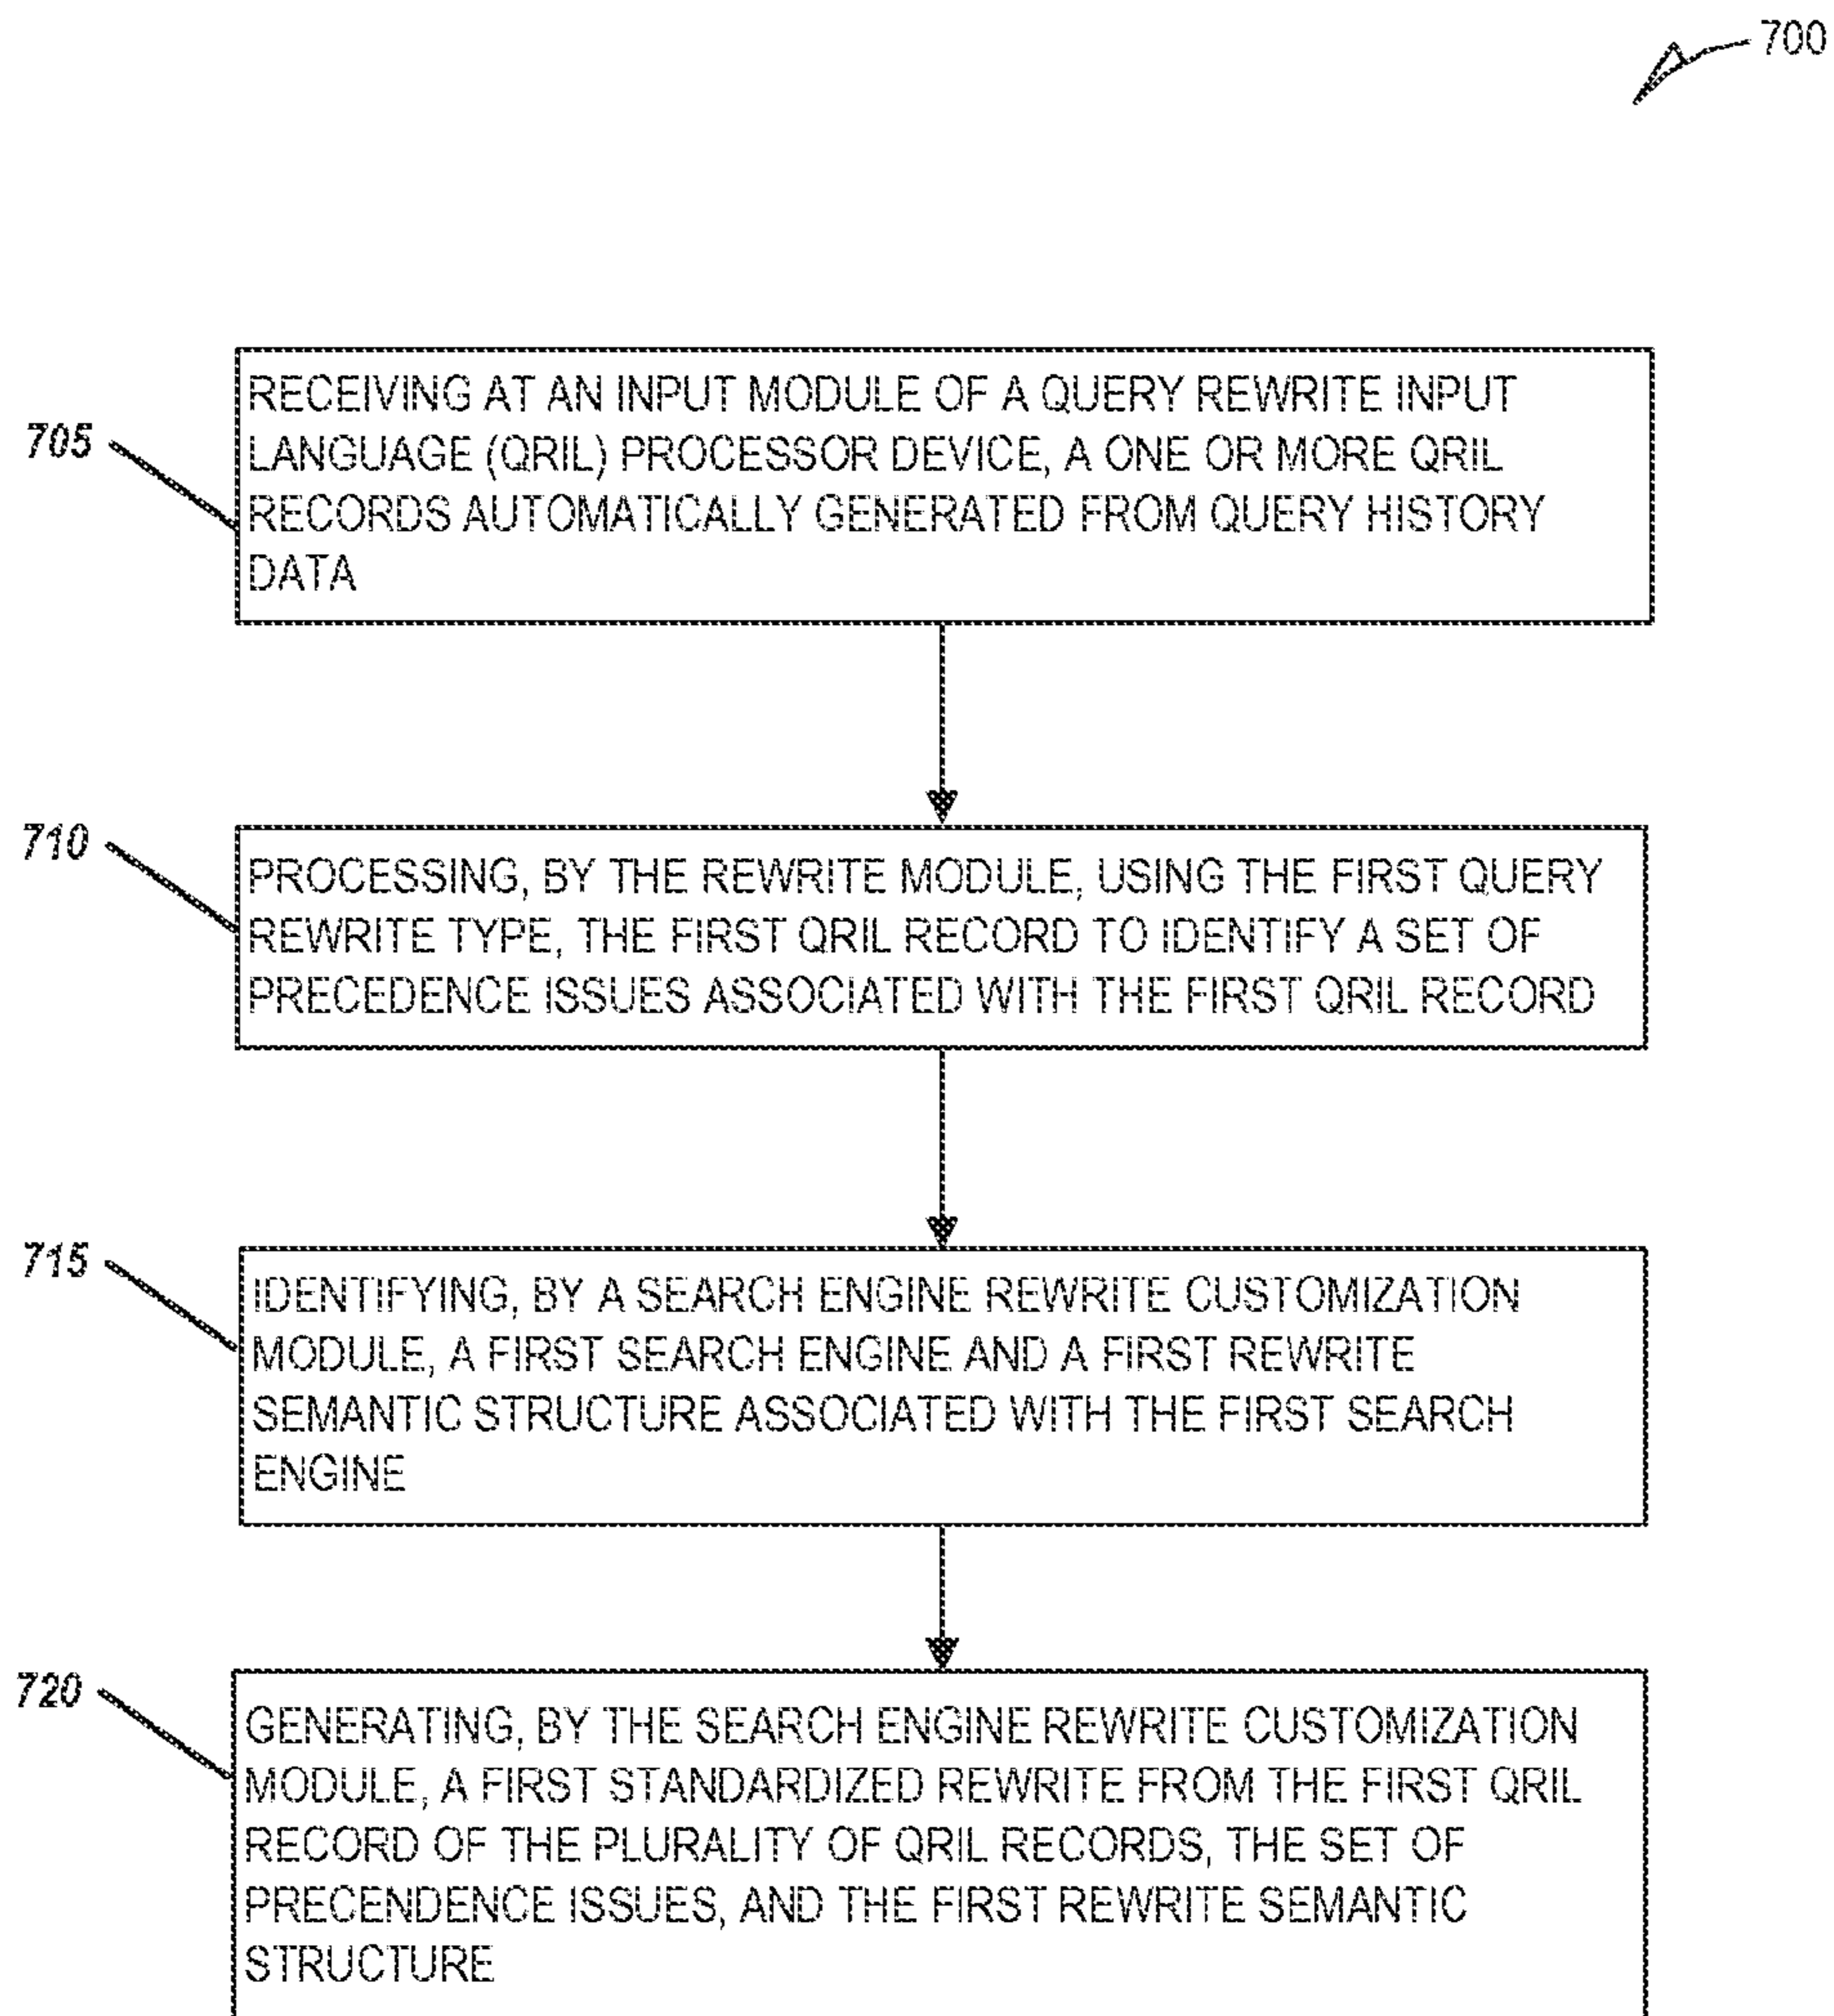 700
705
RECEIVING AT AN INPUT MODULE OF A QUERY REWRITE INPUT
LANGUAGE (QRIL) PROCESSOR DEVICE, A ONE OR MORE QRIL
RECORDS AUTOMATICALLY GENERATED FROM QUERY HISTORY
DATA
710
PROCESSING, BY THE REWRITE MODULE, USING THE FIRST QUERY
REWRITE TYPE, THE FIRST QRIL RECORD TO IDENTIFY A SET OF
PRECEDENCE ISSUES ASSOCIATED WITH THE FIRST QRIL RECORD
715
IDENTIFYING, BY A SEARCH ENGINE REWRITE CUSTOMIZATION
MODULE, A FIRST SEARCH ENGINE AND A FIRST REWRITE
SEMANTIC STRUCTURE ASSOCIATED WITH THE FIRST SEARCH
ENGINE
720
GENERATING, BY THE SEARCH ENGINE REWRITE CUSTOMIZATION
MODULE, A FIRST STANDARDIZED REWRITE FROM THE FIRST QRIL
RECORD OF THE PLURALITY OF QRIL RECORDS, THE SET OF
PRECENDENCE ISSUES, AND THE FIRST REWRITE SEMANTIC
STRUCTURE